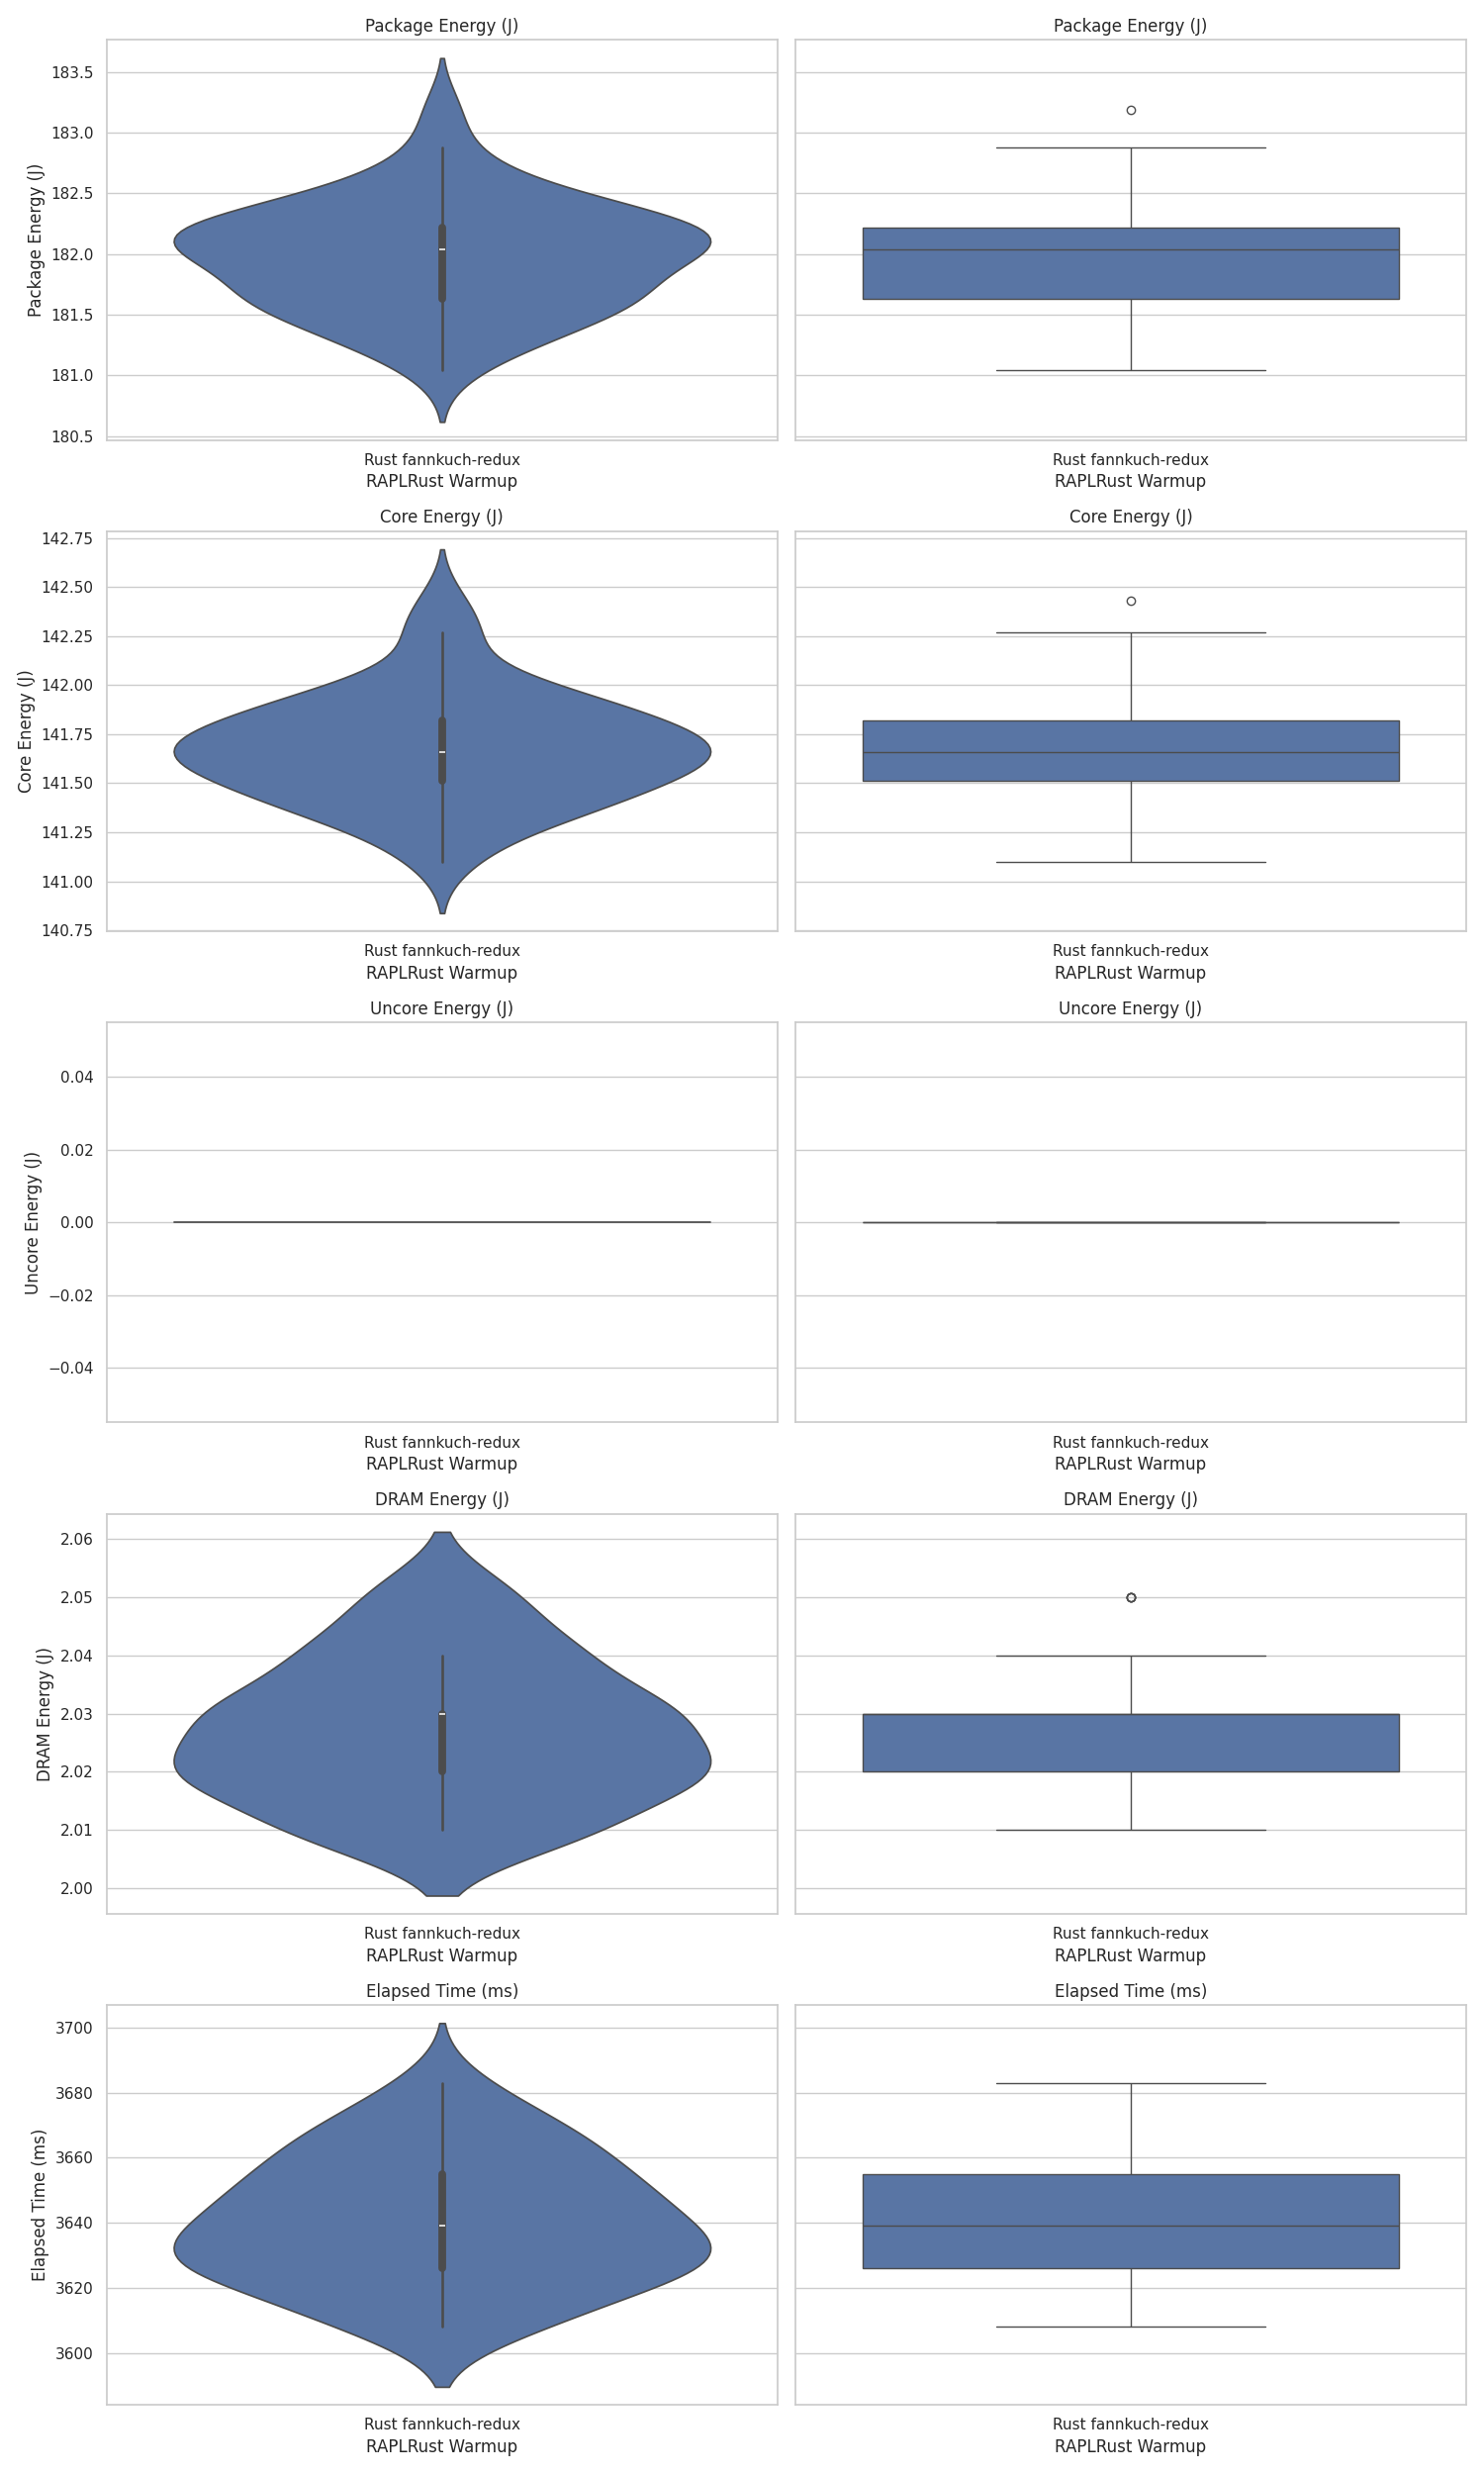 Package Energy (J)
Package Energy (J)
Package Energy (J)
183.5
183.0
182.5
182.0
181.5
181.0
180.5
Rust fannkuch-redux
RAPLRust Warmup
Rust fannkuch-redux
RAPLRust Warmup
Core Energy (J)
Core Energy (J)
Core Energy (J)
142.75
142.50
142.25
142.00
141.75
141.50
141.25
141.00
140.75
Rust fannkuch-redux
RAPLRust Warmup
Rust fannkuch-redux
RAPLRust Warmup
Uncore Energy (J)
Uncore Energy (J)
Uncore Energy (J)
0.04
0.02
0.00
−0.02
−0.04
Rust fannkuch-redux
RAPLRust Warmup
Rust fannkuch-redux
RAPLRust Warmup
DRAM Energy (J)
DRAM Energy (J)
DRAM Energy (J)
2.06
2.05
2.04
2.03
2.02
2.01
2.00
Rust fannkuch-redux
RAPLRust Warmup
Rust fannkuch-redux
RAPLRust Warmup
Elapsed Time (ms)
Elapsed Time (ms)
Elapsed Time (ms)
3700
3680
3660
3640
3620
3600
Rust fannkuch-redux
RAPLRust Warmup
Rust fannkuch-redux
RAPLRust Warmup